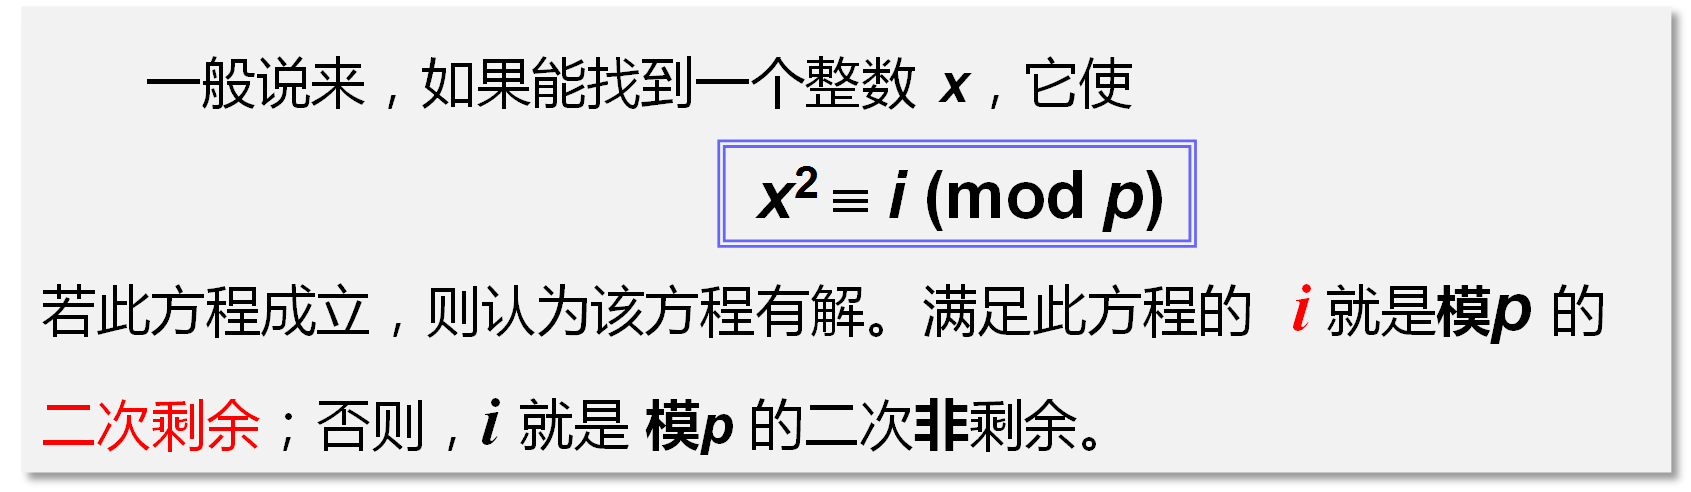 一般说来，如果能找到一个整数 x，它使
x² ≡ i (mod p)
若此方程成立，则认为该方程有解。满足此方程的 i 就是模p 的
二次剩余；否则，i 就是 模p 的二次非剩余。